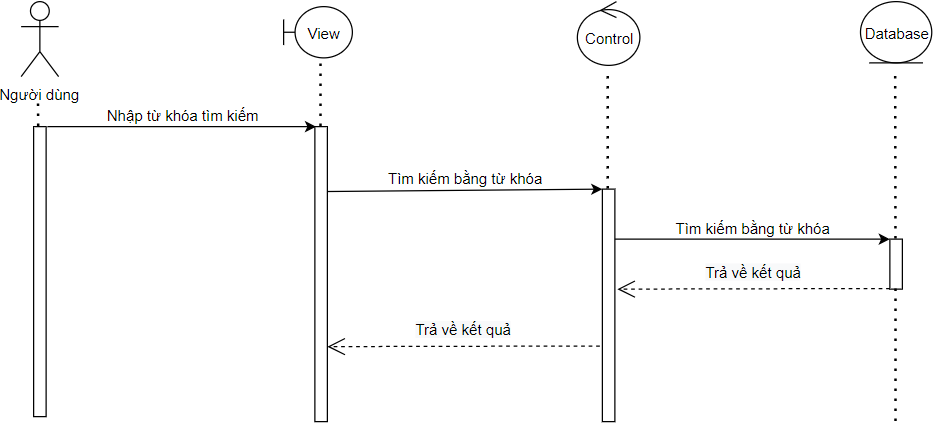 View
Control
Database
Người dùng
Nhập từ khóa tìm kiếm
Tìm kiếm bằng từ khóa
Tìm kiếm bằng từ khóa
Trả về kết quả
Trả về kết quả